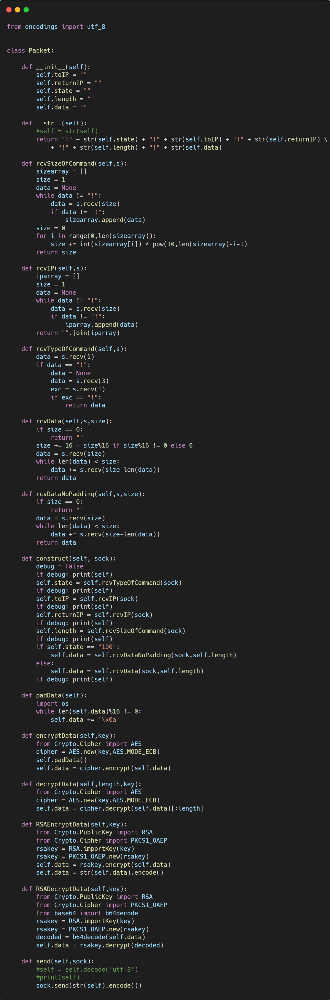 from encodings import utf_8


class Packet:

    def __init__(self):
        self.toIP = ""
        self.returnIP = ""
        self.state = ""
        self.length = ""
        self.data = ""

    def __str__(self):
        #self = str(self)
        return "!" + str(self.state) + "!" + str(self.toIP) + "!" + str(self.returnIP) \
            + "!" + str(self.length) + "!" + str(self.data)

    def rcvSizeOfCommand(self,s):
        sizearray = []
        size = 1
        data = None
        while data != "!":
            data = s.recv(size)
            if data != "!":
                sizearray.append(data)
        size = 0
        for i in range(0,len(sizearray)):
            size += int(sizearray[i]) * pow(10,len(sizearray)-i-1)
        return size

    def rcvIP(self,s):
        iparray = []
        size = 1
        data = None
        while data != "!":
            data = s.recv(size)
            if data != "!":
                iparray.append(data)
        return "".join(iparray)

    def rcvTypeOfCommand(self,s):
        data = s.recv(1)
        if data == "!":
            data = None
            data = s.recv(3)
            exc = s.recv(1)
            if exc == "!":
                return data

    def rcvData(self,s,size):
        if size == 0:
            return ""
        size += 16 - size%16 if size%16 != 0 else 0
        data = s.recv(size)
        while len(data) < size:
            data += s.recv(size-len(data))
        return data

    def rcvDataNoPadding(self,s,size):
        if size == 0:
            return ""
        data = s.recv(size)
        while len(data) < size:
            data += s.recv(size-len(data))
        return data

    def construct(self, sock):
        debug = False
        if debug: print(self)
        self.state = self.rcvTypeOfCommand(sock)
        if debug: print(self)
        self.toIP = self.rcvIP(sock)
        if debug: print(self)
        self.returnIP = self.rcvIP(sock)
        if debug: print(self)
        self.length = self.rcvSizeOfCommand(sock)
        if debug: print(self)
        if self.state == "100":
            self.data = self.rcvDataNoPadding(sock,self.length)
        else:
            self.data = self.rcvData(sock,self.length)
        if debug: print(self)

    def padData(self):
        import os
        while len(self.data)%16 != 0:
            self.data += '\x0a'

    def encryptData(self,key):
        from Crypto.Cipher import AES
        cipher = AES.new(key,AES.MODE_ECB)
        self.padData()
        self.data = cipher.encrypt(self.data)

    def decryptData(self,length,key):
        from Crypto.Cipher import AES
        cipher = AES.new(key,AES.MODE_ECB)
        self.data = cipher.decrypt(self.data)[:length]

    def RSAEncryptData(self,key):
        from Crypto.PublicKey import RSA
        from Crypto.Cipher import PKCS1_OAEP
        rsakey = RSA.importKey(key)
        rsakey = PKCS1_OAEP.new(rsakey)
        self.data = rsakey.encrypt(self.data)
        self.data = str(self.data).encode()

    def RSADecryptData(self,key):
        from Crypto.PublicKey import RSA
        from Crypto.Cipher import PKCS1_OAEP
        from base64 import b64decode
        rsakey = RSA.importKey(key)
        rsakey = PKCS1_OAEP.new(rsakey)
        decoded = b64decode(self.data)
        self.data = rsakey.decrypt(decoded)

    def send(self,sock):
        #self = self.decode('utf-8')
        #print(self)
        sock.send(str(self).encode())